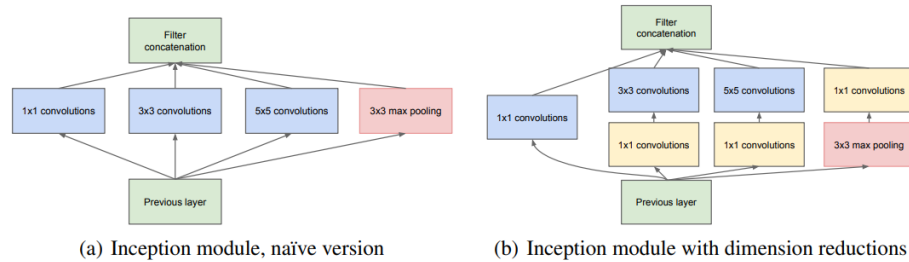 Filter
concatenation
1x1 convolutions
3x3 convolutions
5x5 convolutions
3x3 max pooling
Previous layer
(a) Inception module, naïve version
Filter
concatenation
3x3 convolutions
5x5 convolutions
1x1 convolutions
1x1 convolutions
1x1 convolutions
1x1 convolutions
3x3 max pooling
Previous layer
(b) Inception module with dimension reductions